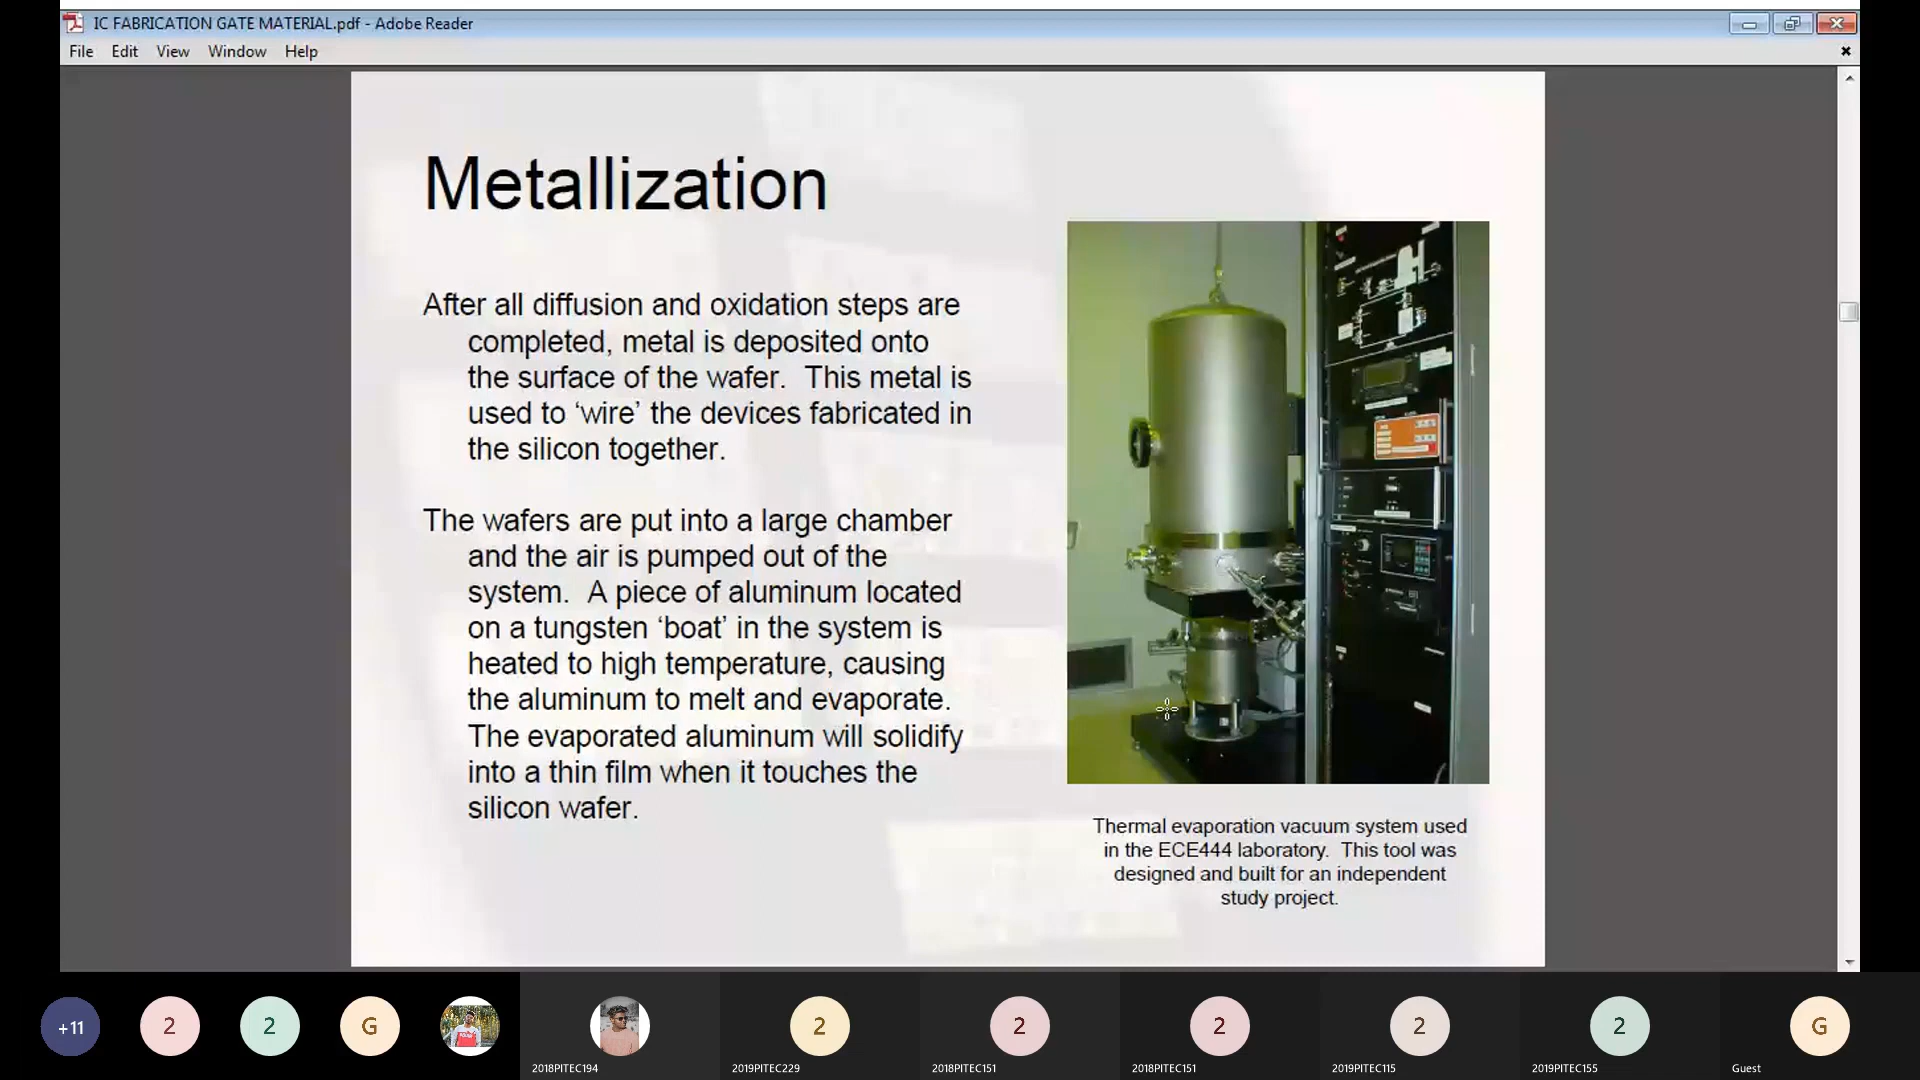 IC FABRICATION GATE MATERIAL.pdf - Adobe Reader
File Edit View Window Help
Metallization
After all diffusion and oxidation steps are
completed, metal is deposited onto
the surface of the wafer. This metal is
used to ‘wire’ the devices fabricated in
the silicon together.
The wafers are put into a large chamber
and the air is pumped out of the
system. A piece of aluminum located
on a tungsten ‘boat’ in the system is
heated to high temperature, causing
the aluminum to melt and evaporate.
The evaporated aluminum will solidify
into a thin film when it touches the
silicon wafer.
Thermal evaporation vacuum system used
in the ECE444 laboratory. This tool was
designed and built for an independent
study project.
+11 2 2 G 2 2 2 2 2 G
2018PITEC194 2019PITEC229 2018PITEC151 2018PITEC151 2019PITEC115 2019PITEC155 Guest